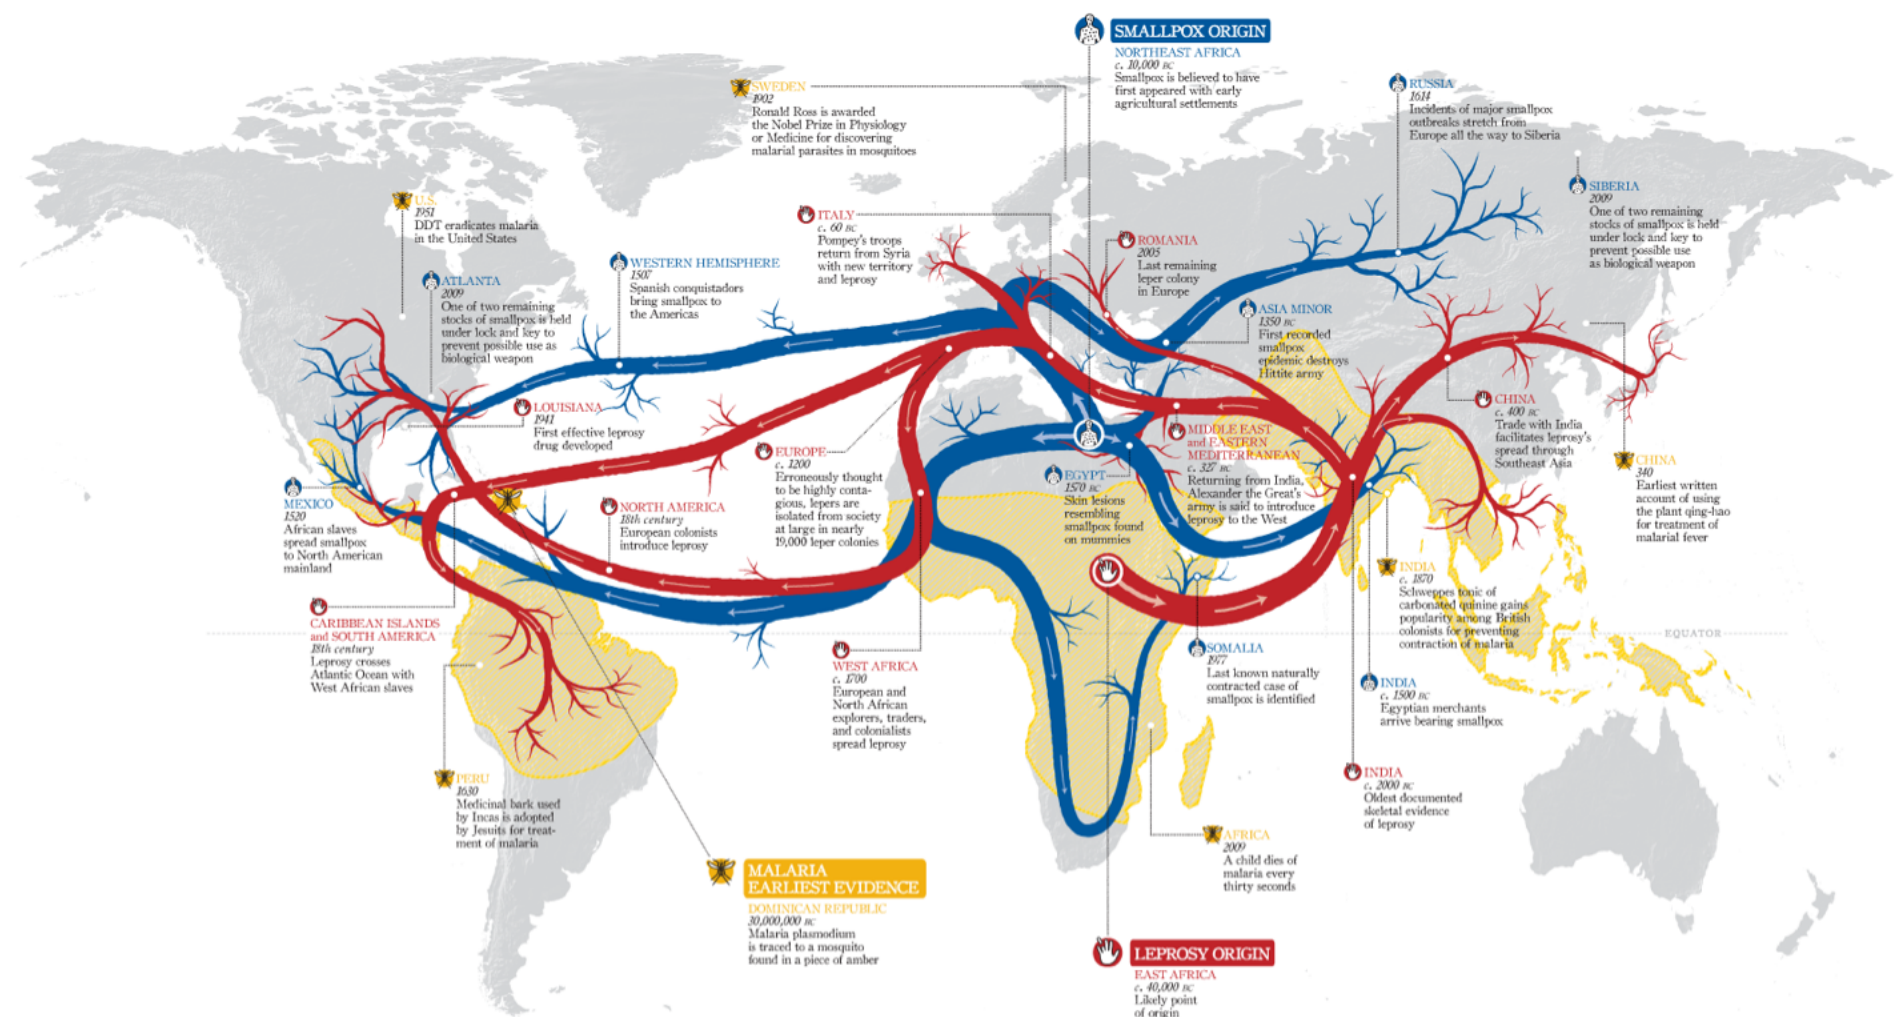 SMALLPOX ORIGIN
NORTHEAST AFRICA
c. 10,000 BC
Smallpox is believed to have
first appeared with early
agricultural settlements
SWEDEN
1902
Ronald Ross is awarded
the Nobel Prize in Physiology
or Medicine for discovering
malarial parasites in mosquitoes
RUSSIA
1614
Incidents of major smallpox
outbreaks stretch from
Europe all the way to Siberia
SIBERIA
2009
One of two remaining
stocks of smallpox is held
under lock and key to
prevent possible use
as biological weapon
U.S.
1951
DDT eradicates malaria
in the United States
ITALY
c. 60 BC
Pompey's troops
return from Syria
with new territory
and leprosy
ROMANIA
2005
Last remaining
leper colony
in Europe
WESTERN HEMISPHERE
1507
Spanish conquistadors
bring smallpox to
the Americas
ATLANTA
2009
One of two remaining
stocks of smallpox is held
under lock and key to
prevent possible use as
biological weapon
ASIA MINOR
1350 BC
First recorded
smallpox
epidemic destroys
Hittite army
LOUISIANA
1941
First effective leprosy
drug developed
CHINA
c. 400 BC
Trade with India
facilitates leprosy's
spread through
Southeast Asia
MIDDLE EAST
and EASTERN
MEDITERRANEAN
c. 327 BC
Returning from India,
Alexander the Great's
army is said to introduce
leprosy to the West
EUROPE
c. 1200
Erroneously thought
to be highly conta-
gious, lepers are
isolated from society
at large in nearly
19,000 leper colonies
CHINA
340
Earliest written
account of using
the plant qing-hao
for treatment of
malarial fever
EGYPT
1570 BC
Skin lesions
resembling
smallpox found
on mummies
MEXICO
1520
African slaves
spread smallpox
to North American
mainland
NORTH AMERICA
18th century
European colonists
introduce leprosy
INDIA
c. 1870
Schweppes tonic of
carbonated quinine gains
popularity among British
colonists for preventing
contraction of malaria
EQUATOR
CARIBBEAN ISLANDS
and SOUTH AMERICA
18th century
Leprosy crosses
Atlantic Ocean with
West African slaves
SOMALIA
1977
Last known naturally
contracted case of
smallpox is identified
WEST AFRICA
c. 1700
European and
North African
explorers, traders,
and colonialists
spread leprosy
INDIA
c. 1500 BC
Egyptian merchants
arrive bearing smallpox
INDIA
c. 2000 BC
Oldest documented
skeletal evidence
of leprosy
PERU
1630
Medicinal bark used
by Incas is adopted
by Jesuits for treat-
ment of malaria
AFRICA
2009
A child dies of
malaria every
thirty seconds
MALARIA
EARLIEST EVIDENCE
DOMINICAN REPUBLIC
30,000,000 BC
Malaria plasmodium
is traced to a mosquito
found in a piece of amber
LEPROSY ORIGIN
EAST AFRICA
c. 40,000 BC
Likely point
of origin